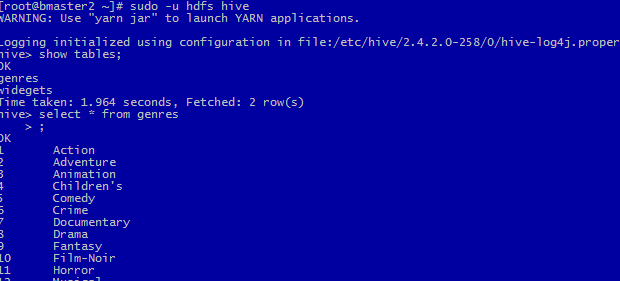 [root@bmaster2 ~]# sudo -u hdfs hive
WARNING: Use "yarn jar" to launch YARN applications.
Logging initialized using configuration in file:/etc/hive/2.4.2.0-258/0/hive-log4j.proper
hive> show tables;
OK
genres
widegets
Time taken: 1.964 seconds, Fetched: 2 row(s)
hive> select * from genres
    > ;
OK
1 Action
2 Adventure
3 Animation
4 Children's
5 Comedy
6 Crime
7 Documentary
8 Drama
9 Fantasy
10 Film-Noir
11 Horror
12 Musical